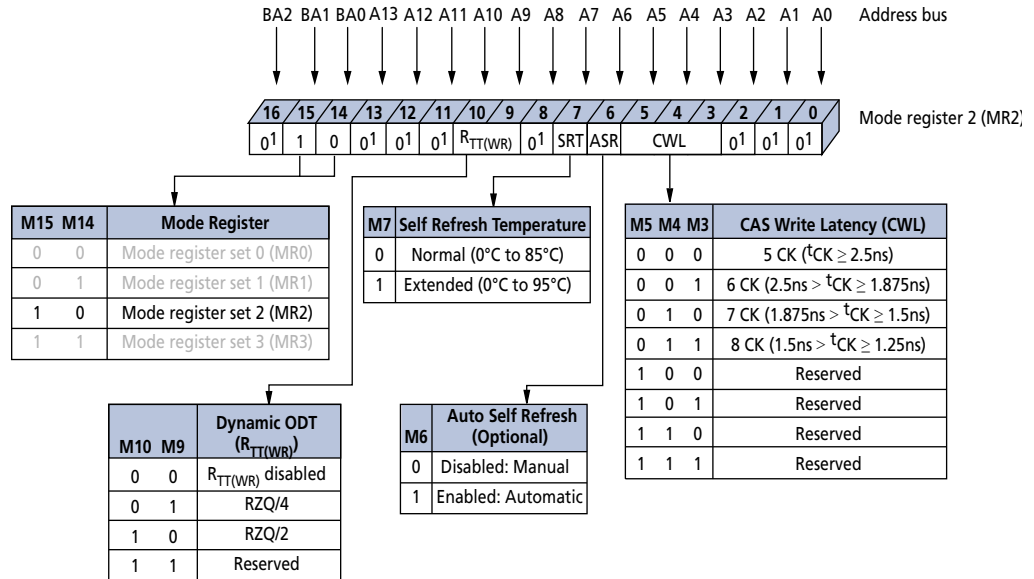 BA2 BA1 BA0 A13 A12 A11 A10 A9 A8 A7 A6 A5 A4 A3 A2 A1 A0 Address bus
16 15 14 13 12 11 10 9 8 7 6 5 4 3 2 1 0 Mode register 2 (MR2)
0¹ 1 0 0¹ 0¹ 0¹ RTT(WR) 0¹ SRT ASR CWL 0¹ 0¹ 0¹
M15 M14 Mode Register
0 0 Mode register set 0 (MR0)
0 1 Mode register set 1 (MR1)
1 0 Mode register set 2 (MR2)
1 1 Mode register set 3 (MR3)
M7 Self Refresh Temperature
0 Normal (0°C to 85°C)
1 Extended (0°C to 95°C)
M5 M4 M3 CAS Write Latency (CWL)
0 0 0 5 CK (tCK ≥ 2.5ns)
0 0 1 6 CK (2.5ns > tCK ≥ 1.875ns)
0 1 0 7 CK (1.875ns > tCK ≥ 1.5ns)
0 1 1 8 CK (1.5ns > tCK ≥ 1.25ns)
1 0 0 Reserved
1 0 1 Reserved
1 1 0 Reserved
1 1 1 Reserved
M10 M9 Dynamic ODT
(RTT(WR))
0 0 RTT(WR) disabled
0 1 RZQ/4
1 0 RZQ/2
1 1 Reserved
M6 Auto Self Refresh
(Optional)
0 Disabled: Manual
1 Enabled: Automatic